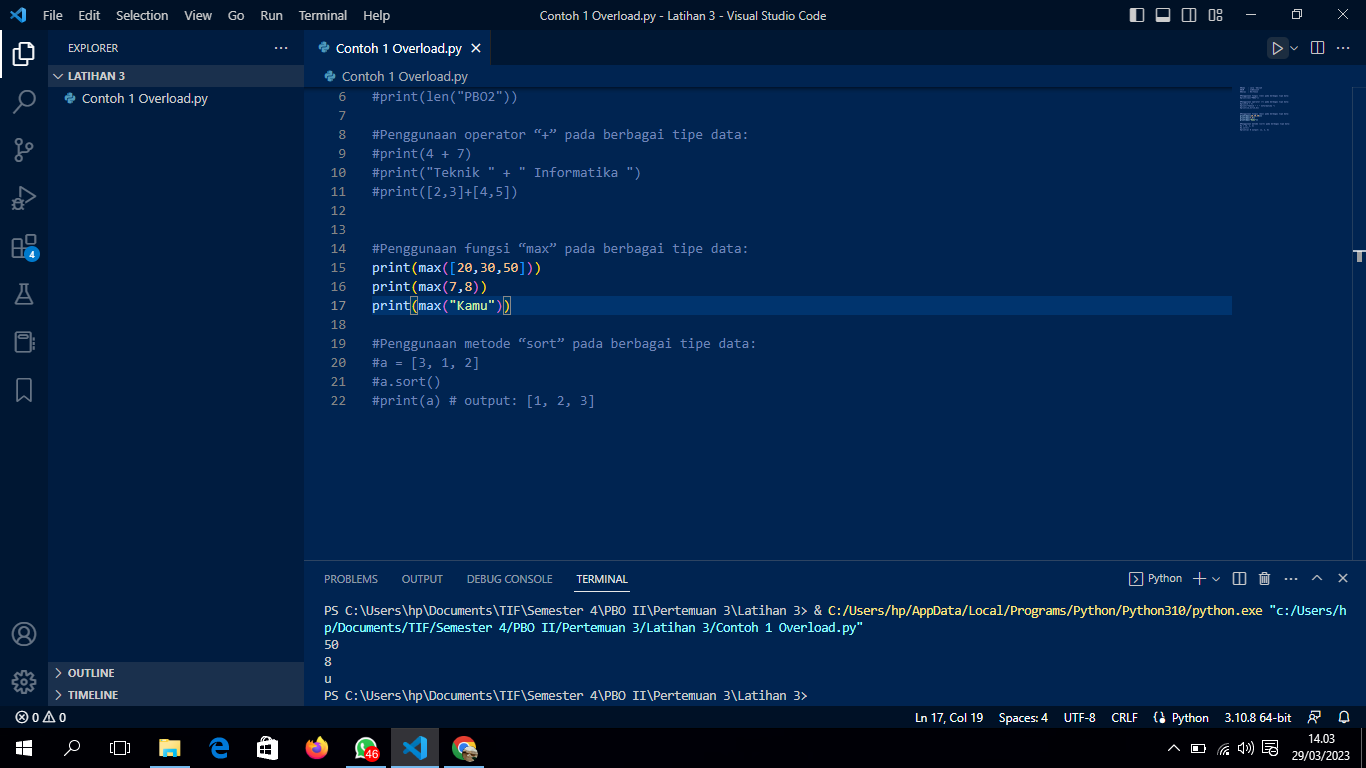 File Edit Selection View Go Run Terminal Help Contoh 1 Overload.py - Latihan 3 - Visual Studio Code
EXPLORER
LATIHAN 3
Contoh 1 Overload.py
Contoh 1 Overload.py
Contoh 1 Overload.py
6 #print(len("PBO2"))
7
8 #Penggunaan operator “+” pada berbagai tipe data:
9 #print(4 + 7)
10 #print("Teknik " + " Informatika ")
11 #print([2,3]+[4,5])
12
13
14 #Penggunaan fungsi “max” pada berbagai tipe data:
15 print(max([20,30,50]))
16 print(max(7,8))
17 print(max("Kamu"))
18
19 #Penggunaan metode “sort” pada berbagai tipe data:
20 #a = [3, 1, 2]
21 #a.sort()
22 #print(a) # output: [1, 2, 3]
4
OUTLINE
TIMELINE
PROBLEMS OUTPUT DEBUG CONSOLE TERMINAL Python
PS C:\Users\hp\Documents\TIF\Semester 4\PBO II\Pertemuan 3\Latihan 3> & C:/Users/hp/AppData/Local/Programs/Python/Python310/python.exe "c:/Users/h
p/Documents/TIF/Semester 4/PBO II/Pertemuan 3/Latihan 3/Contoh 1 Overload.py"
50
8
u
PS C:\Users\hp\Documents\TIF\Semester 4\PBO II\Pertemuan 3\Latihan 3>
0 0 Ln 17, Col 19 Spaces: 4 UTF-8 CRLF Python 3.10.8 64-bit
46
14.03
29/03/2023